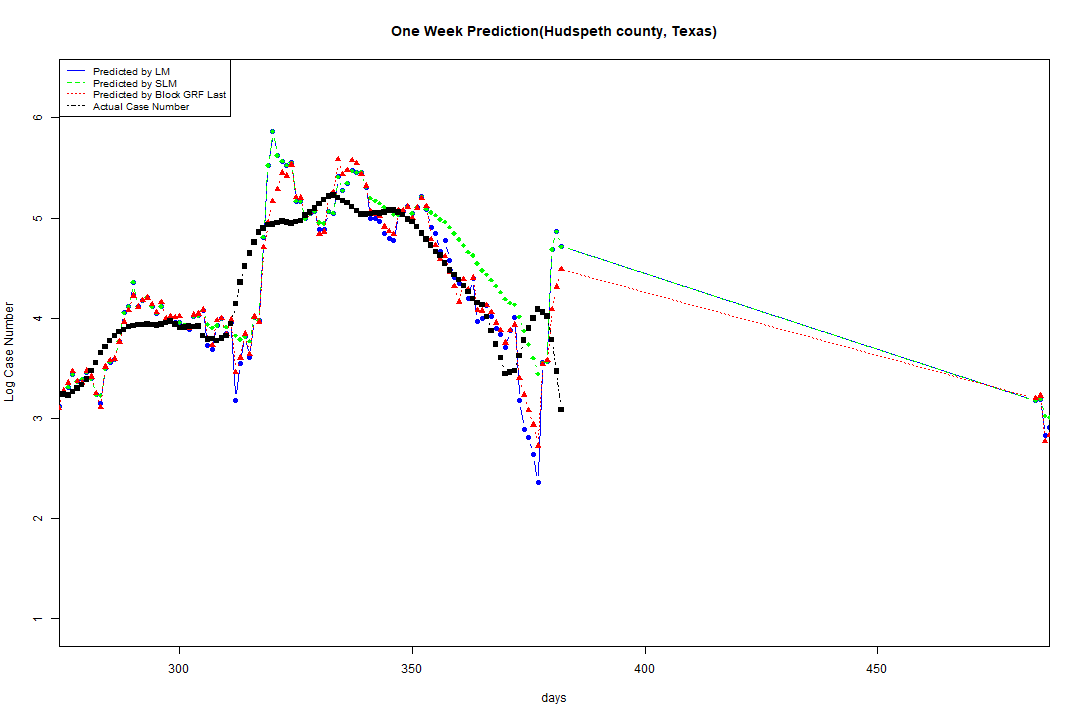 One Week Prediction(Hudspeth county, Texas)
Predicted by LM
Predicted by SLM
Predicted by Block GRF Last
Actual Case Number
6
5
4
3
2
1
Log Case Number
300
350
400
450
days